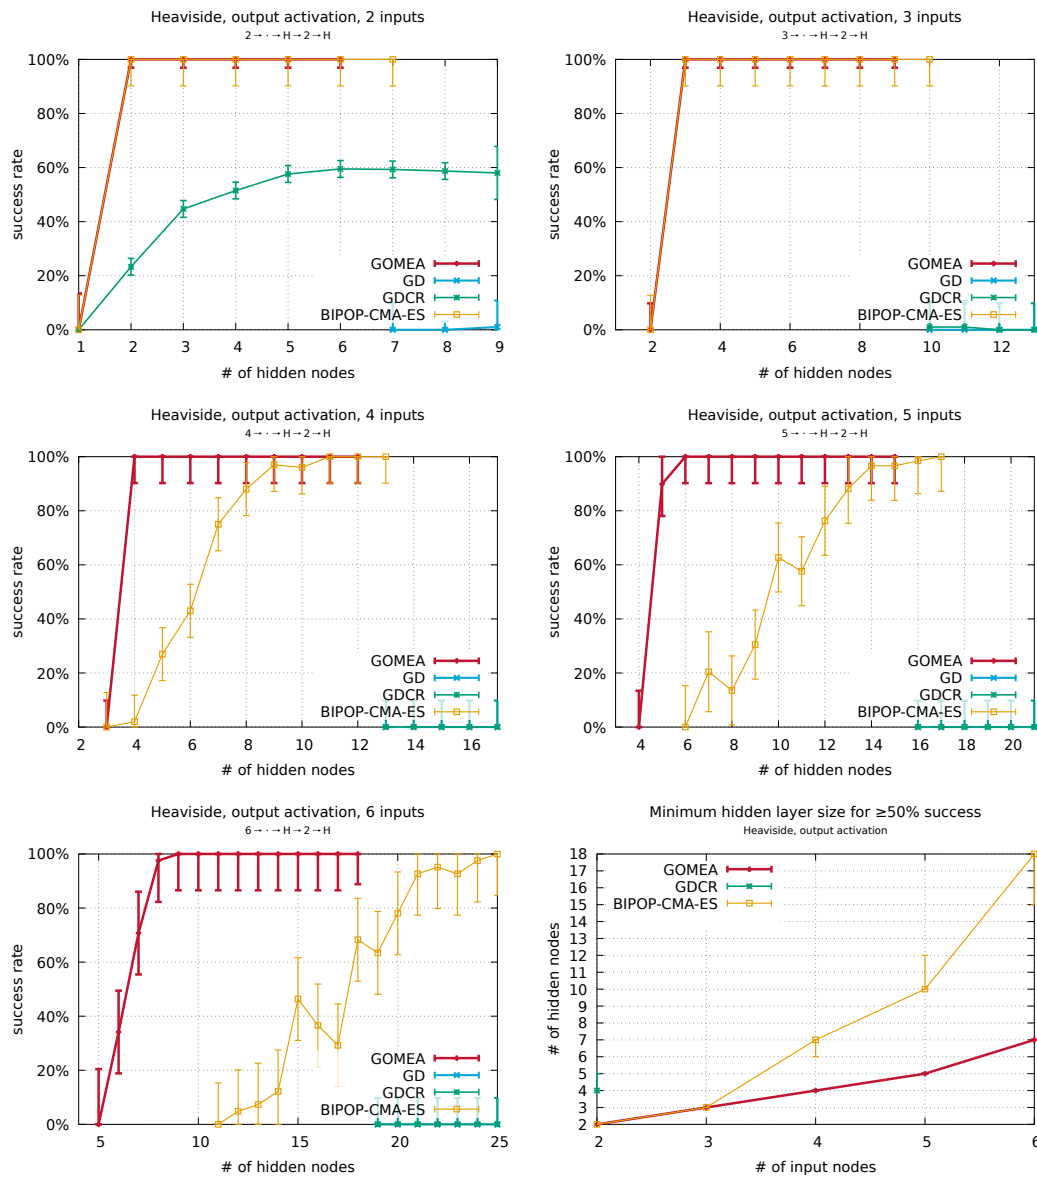 Heaviside, output activation, 2 inputs
2→ · →H→2→H
100%
80%
60%
40%
20%
0%
success rate
GOMEA
GD
GDCR
BIPOP-CMA-ES
1 2 3 4 5 6 7 8 9
# of hidden nodes
Heaviside, output activation, 3 inputs
3→ · →H→2→H
100%
80%
60%
40%
20%
0%
success rate
GOMEA
GD
GDCR
BIPOP-CMA-ES
2 4 6 8 10 12
# of hidden nodes
Heaviside, output activation, 4 inputs
4→ · →H→2→H
100%
80%
60%
40%
20%
0%
success rate
GOMEA
GD
GDCR
BIPOP-CMA-ES
2 4 6 8 10 12 14 16
# of hidden nodes
Heaviside, output activation, 5 inputs
5→ · →H→2→H
100%
80%
60%
40%
20%
0%
success rate
GOMEA
GD
GDCR
BIPOP-CMA-ES
4 6 8 10 12 14 16 18 20
# of hidden nodes
Heaviside, output activation, 6 inputs
6→ · →H→2→H
100%
80%
60%
40%
20%
0%
success rate
GOMEA
GD
GDCR
BIPOP-CMA-ES
5 10 15 20 25
# of hidden nodes
Minimum hidden layer size for ≥50% success
Heaviside, output activation
18
17
16
15
14
13
12
11
10
9
8
7
6
5
4
3
2
# of hidden nodes
GOMEA
GDCR
BIPOP-CMA-ES
2 3 4 5 6
# of input nodes